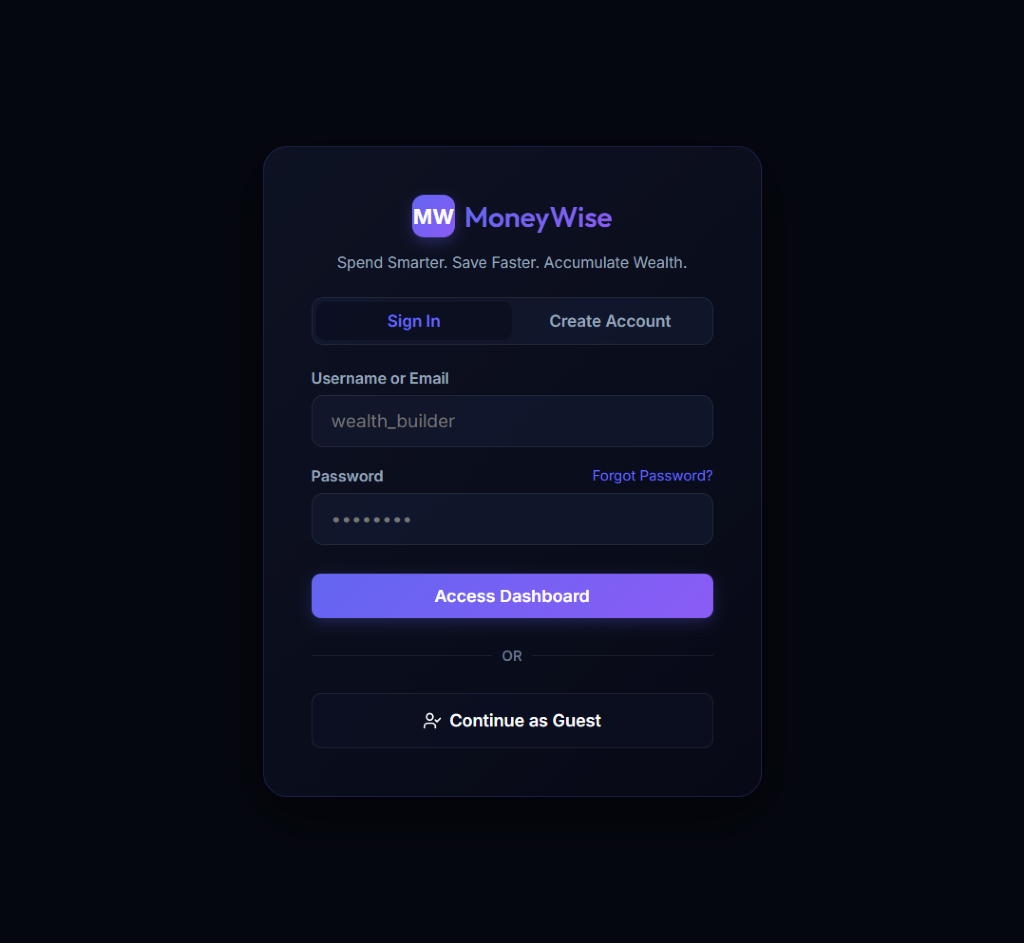 MW MoneyWise
Spend Smarter. Save Faster. Accumulate Wealth.
Sign In Create Account
Username or Email
wealth_builder
Password Forgot Password?
••••••••
Access Dashboard
OR
Continue as Guest